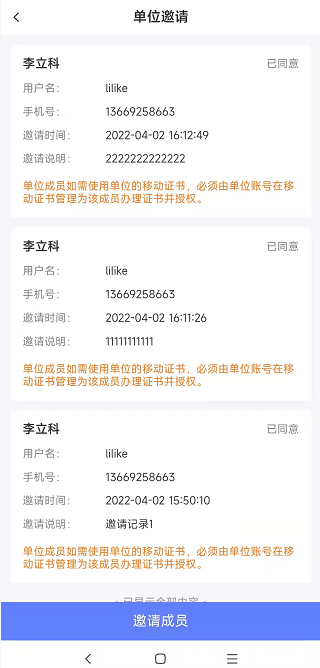 单位邀请
李立科 已同意
用户名： lilike
手机号： 13669258663
邀请时间： 2022-04-02 16:12:49
邀请说明： 2222222222222
单位成员如需使用单位的移动证书，必须由单位账号在移
动证书管理为该成员办理证书并授权。
李立科 已同意
用户名： lilike
手机号： 13669258663
邀请时间： 2022-04-02 16:11:26
邀请说明： 11111111111
单位成员如需使用单位的移动证书，必须由单位账号在移
动证书管理为该成员办理证书并授权。
李立科 已同意
用户名： lilike
手机号： 13669258663
邀请时间： 2022-04-02 15:50:10
邀请说明： 邀请记录1
单位成员如需使用单位的移动证书，必须由单位账号在移
动证书管理为该成员办理证书并授权。
- 已显示全部内容 -
邀请成员